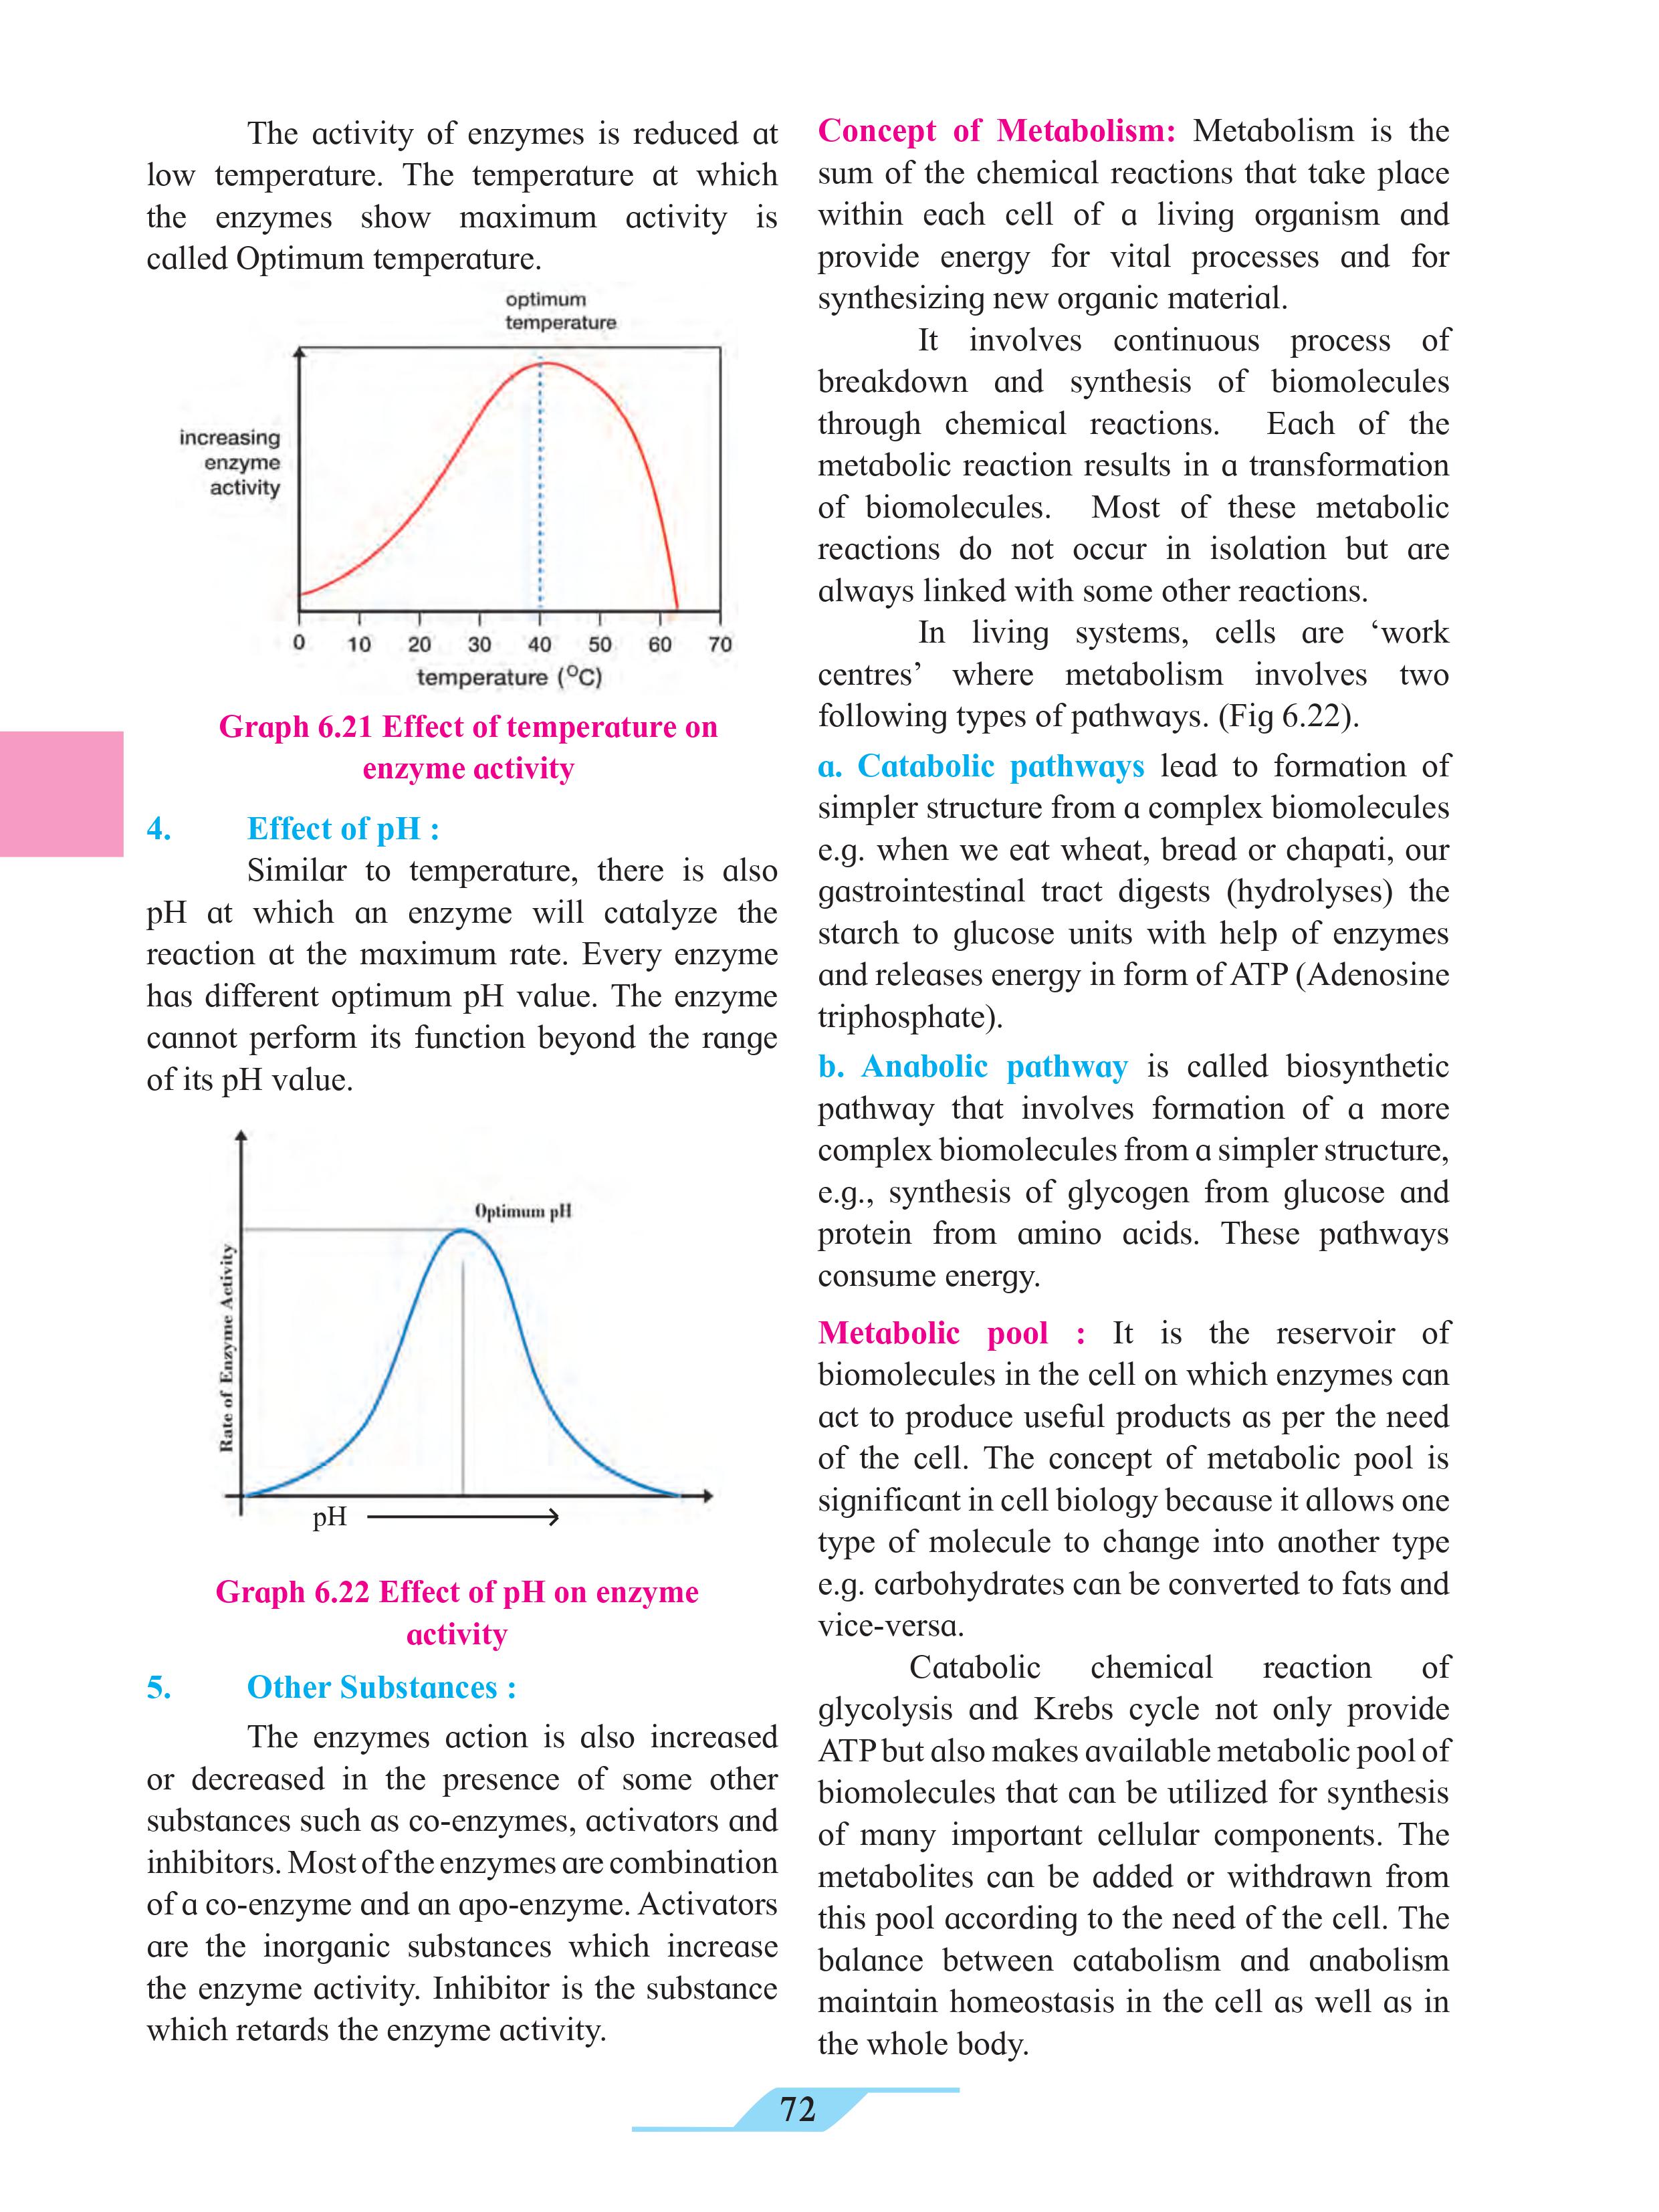 The activity of enzymes is reduced at
low temperature. The temperature at which
the enzymes show maximum activity is
called Optimum temperature.
optimum
temperature
increasing
enzyme
activity
0 10 20 30 40 50 60 70
temperature (°C)
Graph 6.21 Effect of temperature on
enzyme activity
4. Effect of pH :
Similar to temperature, there is also
pH at which an enzyme will catalyze the
reaction at the maximum rate. Every enzyme
has different optimum pH value. The enzyme
cannot perform its function beyond the range
of its pH value.
Optimum pH
Rate of Enzyme Activity
pH
Graph 6.22 Effect of pH on enzyme
activity
5. Other Substances :
The enzymes action is also increased
or decreased in the presence of some other
substances such as co-enzymes, activators and
inhibitors. Most of the enzymes are combination
of a co-enzyme and an apo-enzyme. Activators
are the inorganic substances which increase
the enzyme activity. Inhibitor is the substance
which retards the enzyme activity.
Concept of Metabolism: Metabolism is the
sum of the chemical reactions that take place
within each cell of a living organism and
provide energy for vital processes and for
synthesizing new organic material.
It involves continuous process of
breakdown and synthesis of biomolecules
through chemical reactions. Each of the
metabolic reaction results in a transformation
of biomolecules. Most of these metabolic
reactions do not occur in isolation but are
always linked with some other reactions.
In living systems, cells are ‘work
centres’ where metabolism involves two
following types of pathways. (Fig 6.22).
a. Catabolic pathways lead to formation of
simpler structure from a complex biomolecules
e.g. when we eat wheat, bread or chapati, our
gastrointestinal tract digests (hydrolyses) the
starch to glucose units with help of enzymes
and releases energy in form of ATP (Adenosine
triphosphate).
b. Anabolic pathway is called biosynthetic
pathway that involves formation of a more
complex biomolecules from a simpler structure,
e.g., synthesis of glycogen from glucose and
protein from amino acids. These pathways
consume energy.
Metabolic pool : It is the reservoir of
biomolecules in the cell on which enzymes can
act to produce useful products as per the need
of the cell. The concept of metabolic pool is
significant in cell biology because it allows one
type of molecule to change into another type
e.g. carbohydrates can be converted to fats and
vice-versa.
Catabolic chemical reaction of
glycolysis and Krebs cycle not only provide
ATP but also makes available metabolic pool of
biomolecules that can be utilized for synthesis
of many important cellular components. The
metabolites can be added or withdrawn from
this pool according to the need of the cell. The
balance between catabolism and anabolism
maintain homeostasis in the cell as well as in
the whole body.
72